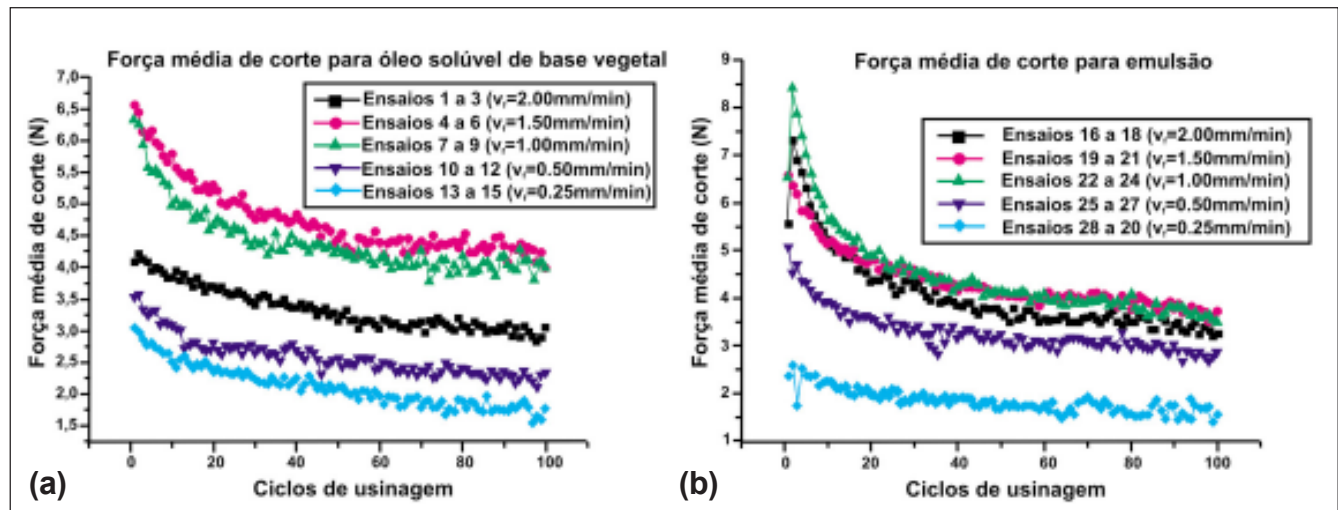 Força média de corte para óleo solúvel de base vegetal
7,0
6,5
6,0
5,5
5,0
4,5
4,0
3,5
3,0
2,5
2,0
1,5
Força média de corte (N)
Ensaios 1 a 3 (vf=2.00mm/min)
Ensaios 4 a 6 (vf=1.50mm/min)
Ensaios 7 a 9 (vf=1.00mm/min)
Ensaios 10 a 12 (vf=0.50mm/min)
Ensaios 13 a 15 (vf=0.25mm/min)
0 20 40 60 80 100
Ciclos de usinagem
(a)
Força média de corte para emulsão
9
8
7
6
5
4
3
2
1
Força média de corte (N)
Ensaios 16 a 18 (vf=2.00mm/min)
Ensaios 19 a 21 (vf=1.50mm/min)
Ensaios 22 a 24 (vf=1.00mm/min)
Ensaios 25 a 27 (vf=0.50mm/min)
Ensaios 28 a 20 (vf=0.25mm/min)
0 20 40 60 80 100
Ciclos de usinagem
(b)